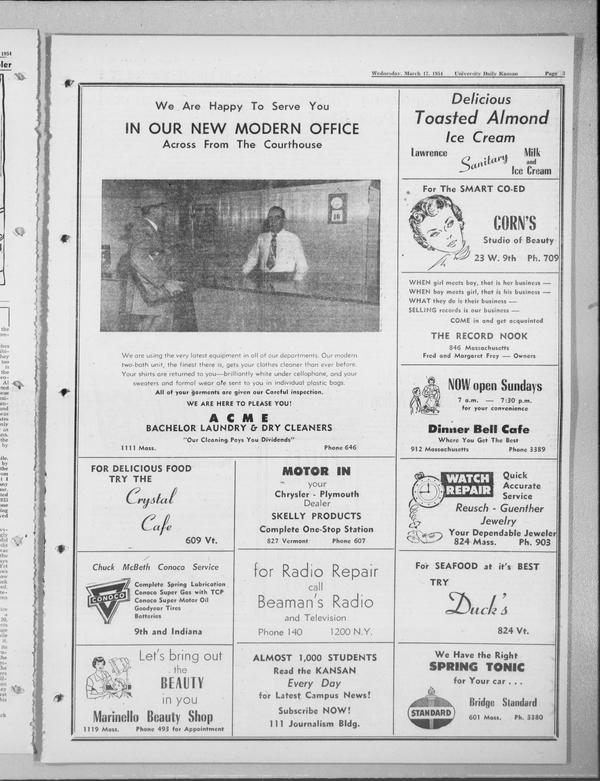 Wednesday, March 17, 1954 University Daily Kansan Page 3
We Are Happy To Serve You
IN OUR NEW MODERN OFFICE
Across From The Courthouse
We are using the very latest equipment in all of our departments. Our modern
two-bath unit, the finest there is, gets your clothes cleaner than ever before.
Your shirts are returned to you—brilliantly white under cellophane, and your
sweaters and formal wear are sent to you in individual plastic bags.
All of your garments are given our Careful inspection.
WE ARE HERE TO PLEASE YOU!
ACME
BACHELOR LAUNDRY & DRY CLEANERS
"Our Cleaning Pays You Dividends"
1111 Mass. Phone 646
Delicious
Toasted Almond
Ice Cream
Lawrence Sanitary Milk
and
Ice Cream
For The SMART CO-ED
CORN'S
Studio of Beauty
23 W. 9th Ph. 709
WHEN girl meets boy, that is her business —
WHEN boy meets girl, that is his business —
WHAT they do is their business —
SELLING records is our business —
COME in and get acquainted
THE RECORD NOOK
846 Massachusetts
Fred and Margaret Frey — Owners
NOW open Sundays
7 a.m. — 7:30 p.m.
for your convenience
Dinner Bell Cafe
Where You Get The Best
912 Massachusetts Phone 3389
FOR DELICIOUS FOOD
TRY THE
Crystal
Cafe
609 Vt.
MOTOR IN
your
Chrysler - Plymouth
Dealer
SKELLY PRODUCTS
Complete One-Stop Station
827 Vermont Phone 607
WATCH
REPAIR
Quick
Accurate
Service
Reusch - Guenther
Jewelry
Your Dependable Jeweler
824 Mass. Ph. 903
Chuck McBeth Conoco Service
CONOCO
Complete Spring Lubrication
Conoco Super Gas with TCP
Conoco Super Motor Oil
Goodyear Tires
Batteries
9th and Indiana
for Radio Repair
call
Beaman's Radio
and Television
Phone 140 1200 N.Y.
For SEAFOOD at it's BEST
TRY
Duck's
824 Vt.
Let's bring out
the
BEAUTY
in you
Marinello Beauty Shop
1119 Mass. Phone 493 for Appointment
ALMOST 1,000 STUDENTS
Read the KANSAN
Every Day
for Latest Campus News!
Subscribe NOW!
111 Journalism Bldg.
We Have the Right
SPRING TONIC
for Your car . . .
STANDARD
Bridge Standard
601 Mass. Ph. 3380